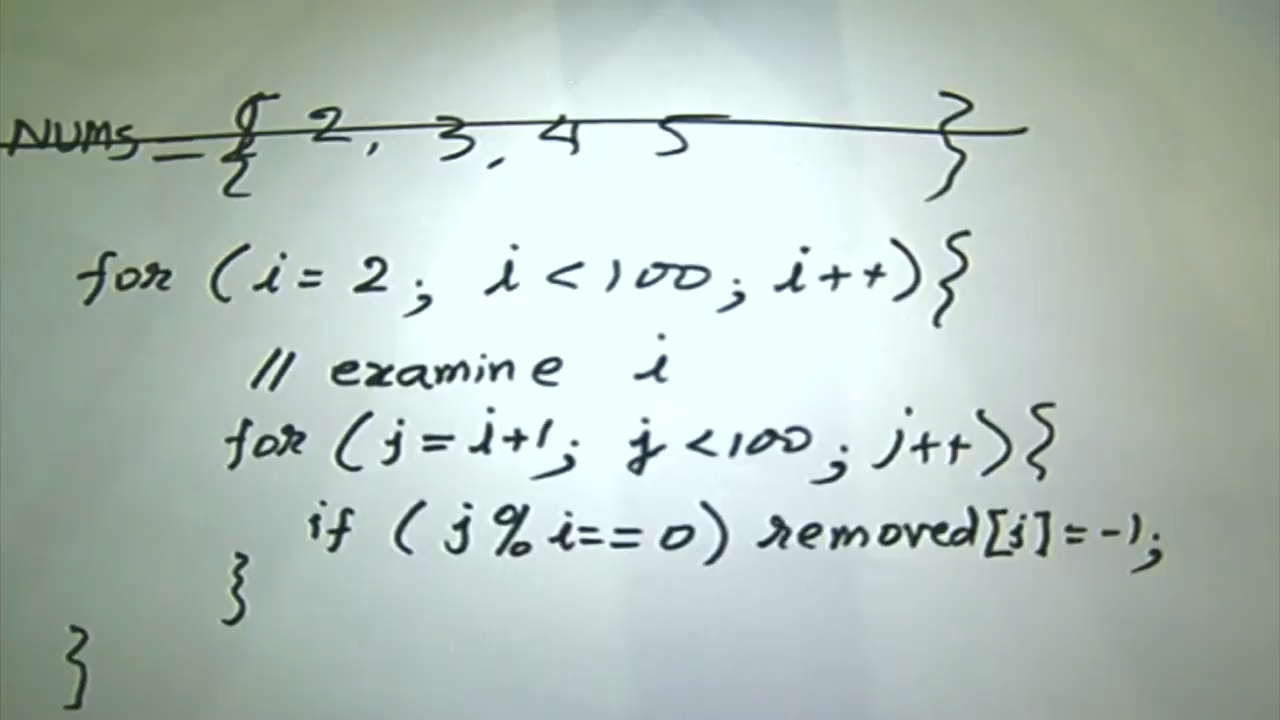 NUMS = { 2, 3, 4 5 }
for (i = 2; i < 100; i++){
// examine i
for (j = i+1; j < 100; j++){
if (j % i == 0) removed[j] = -1;
}
}